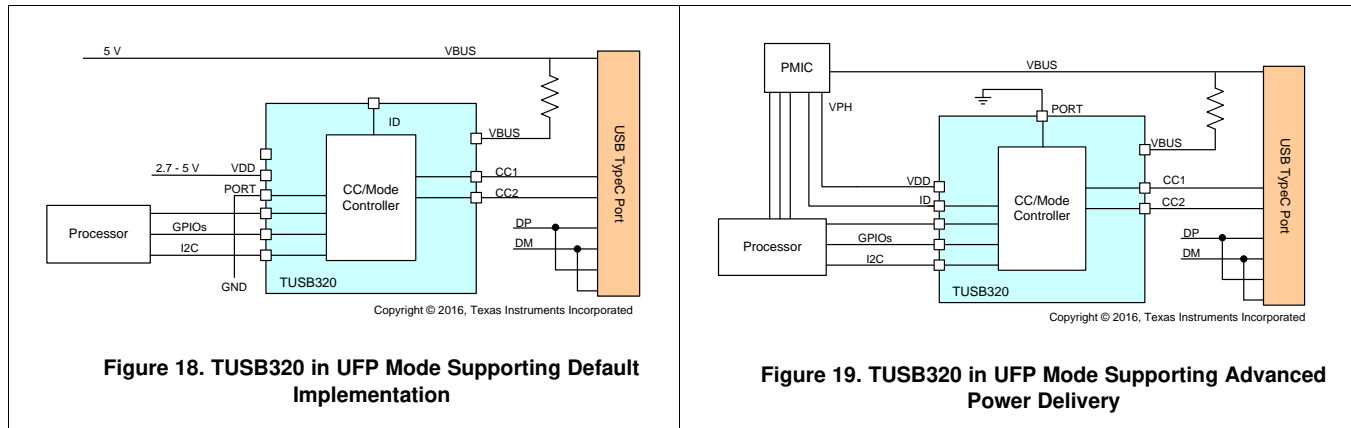 5 V
VBUS
ID
VBUS
2.7 - 5 V
VDD
PORT
CC/Mode
Controller
CC1
CC2
Processor
GPIOs
I2C
DP
DM
GND
TUSB320
USB TypeC Port
Copyright © 2016, Texas Instruments Incorporated
Figure 18. TUSB320 in UFP Mode Supporting Default
Implementation
PMIC
VBUS
VPH
PORT
VBUS
VDD
ID
CC/Mode
Controller
CC1
CC2
Processor
GPIOs
I2C
DP
DM
TUSB320
USB TypeC Port
Copyright © 2016, Texas Instruments Incorporated
Figure 19. TUSB320 in UFP Mode Supporting Advanced
Power Delivery